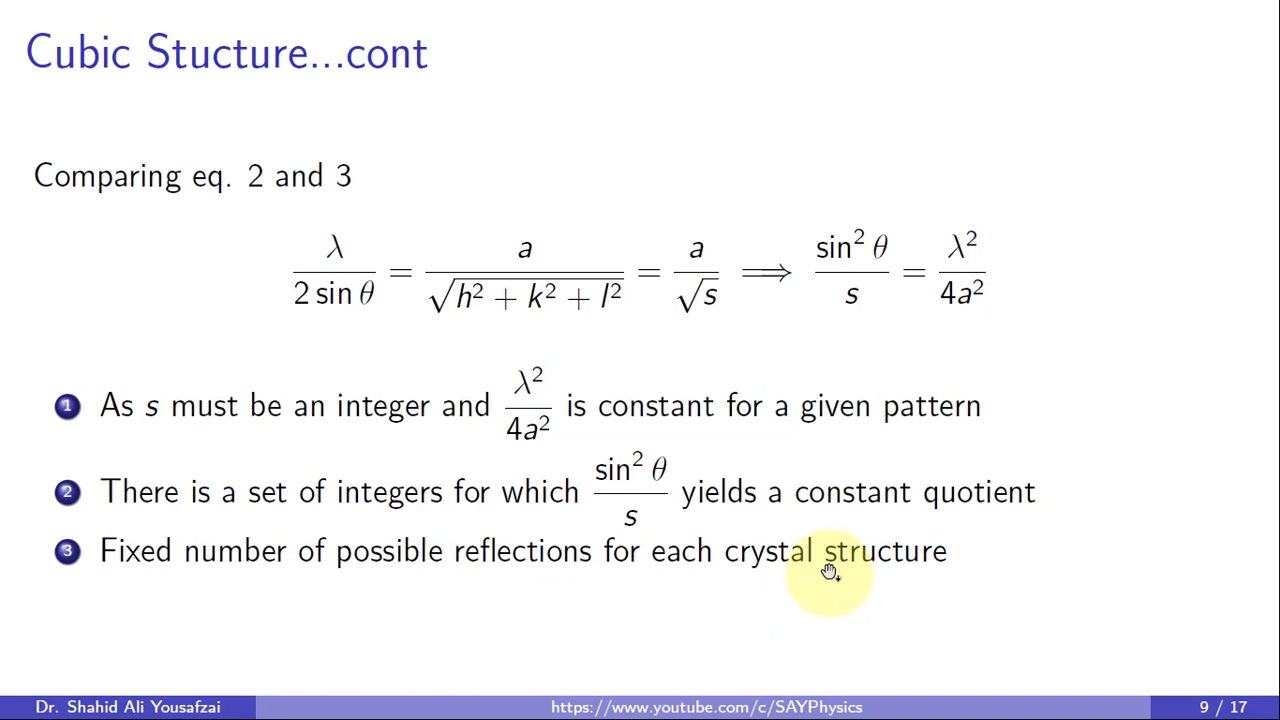 Cubic Stucture...cont
Comparing eq. 2 and 3
λ / (2 sin θ) = a / √(h² + k² + l²) = a / √s ⟹ sin² θ / s = λ² / 4a²
1 As s must be an integer and λ² / 4a² is constant for a given pattern
2 There is a set of integers for which sin² θ / s yields a constant quotient
3 Fixed number of possible reflections for each crystal structure
Dr. Shahid Ali Yousafzai https://www.youtube.com/c/SAYPhysics 9 / 17